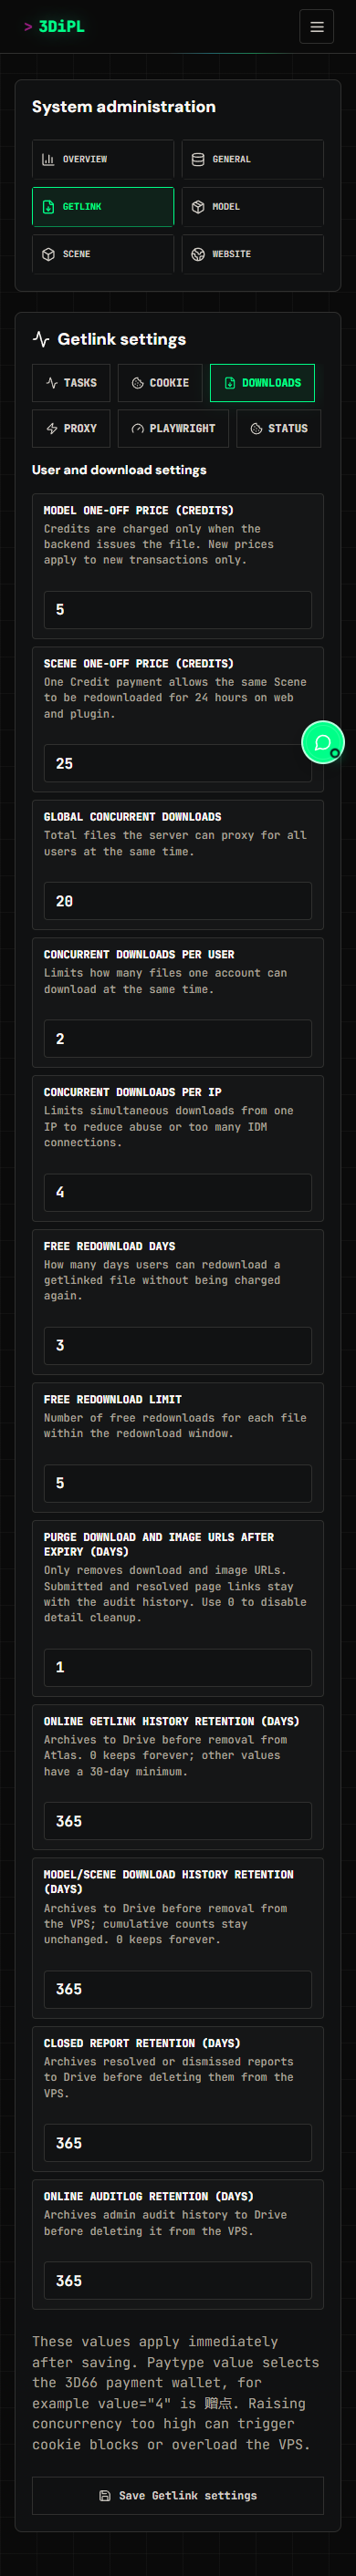 > 3DiPL
System administration
OVERVIEW
GENERAL
GETLINK
MODEL
SCENE
WEBSITE
Getlink settings
TASKS
COOKIE
DOWNLOADS
PROXY
PLAYWRIGHT
STATUS
User and download settings
MODEL ONE-OFF PRICE (CREDITS)
Credits are charged only when the
backend issues the file. New prices
apply to new transactions only.
5
SCENE ONE-OFF PRICE (CREDITS)
One Credit payment allows the same Scene
to be redownloaded for 24 hours on web
and plugin.
25
GLOBAL CONCURRENT DOWNLOADS
Total files the server can proxy for all
users at the same time.
20
CONCURRENT DOWNLOADS PER USER
Limits how many files one account can
download at the same time.
2
CONCURRENT DOWNLOADS PER IP
Limits simultaneous downloads from one
IP to reduce abuse or too many IDM
connections.
4
FREE REDOWNLOAD DAYS
How many days users can redownload a
getlinked file without being charged
again.
3
FREE REDOWNLOAD LIMIT
Number of free redownloads for each file
within the redownload window.
5
PURGE DOWNLOAD AND IMAGE URLS AFTER
EXPIRY (DAYS)
Only removes download and image URLs.
Submitted and resolved page links stay
with the audit history. Use 0 to disable
detail cleanup.
1
ONLINE GETLINK HISTORY RETENTION (DAYS)
Archives to Drive before removal from
Atlas. 0 keeps forever; other values
have a 30-day minimum.
365
MODEL/SCENE DOWNLOAD HISTORY RETENTION
(DAYS)
Archives to Drive before removal from
the VPS; cumulative counts stay
unchanged. 0 keeps forever.
365
CLOSED REPORT RETENTION (DAYS)
Archives resolved or dismissed reports
to Drive before deleting them from the
VPS.
365
ONLINE AUDITLOG RETENTION (DAYS)
Archives admin audit history to Drive
before deleting it from the VPS.
365
These values apply immediately
after saving. Paytype value selects
the 3D66 payment wallet, for
example value="4" is 赠点. Raising
concurrency too high can trigger
cookie blocks or overload the VPS.
Save Getlink settings